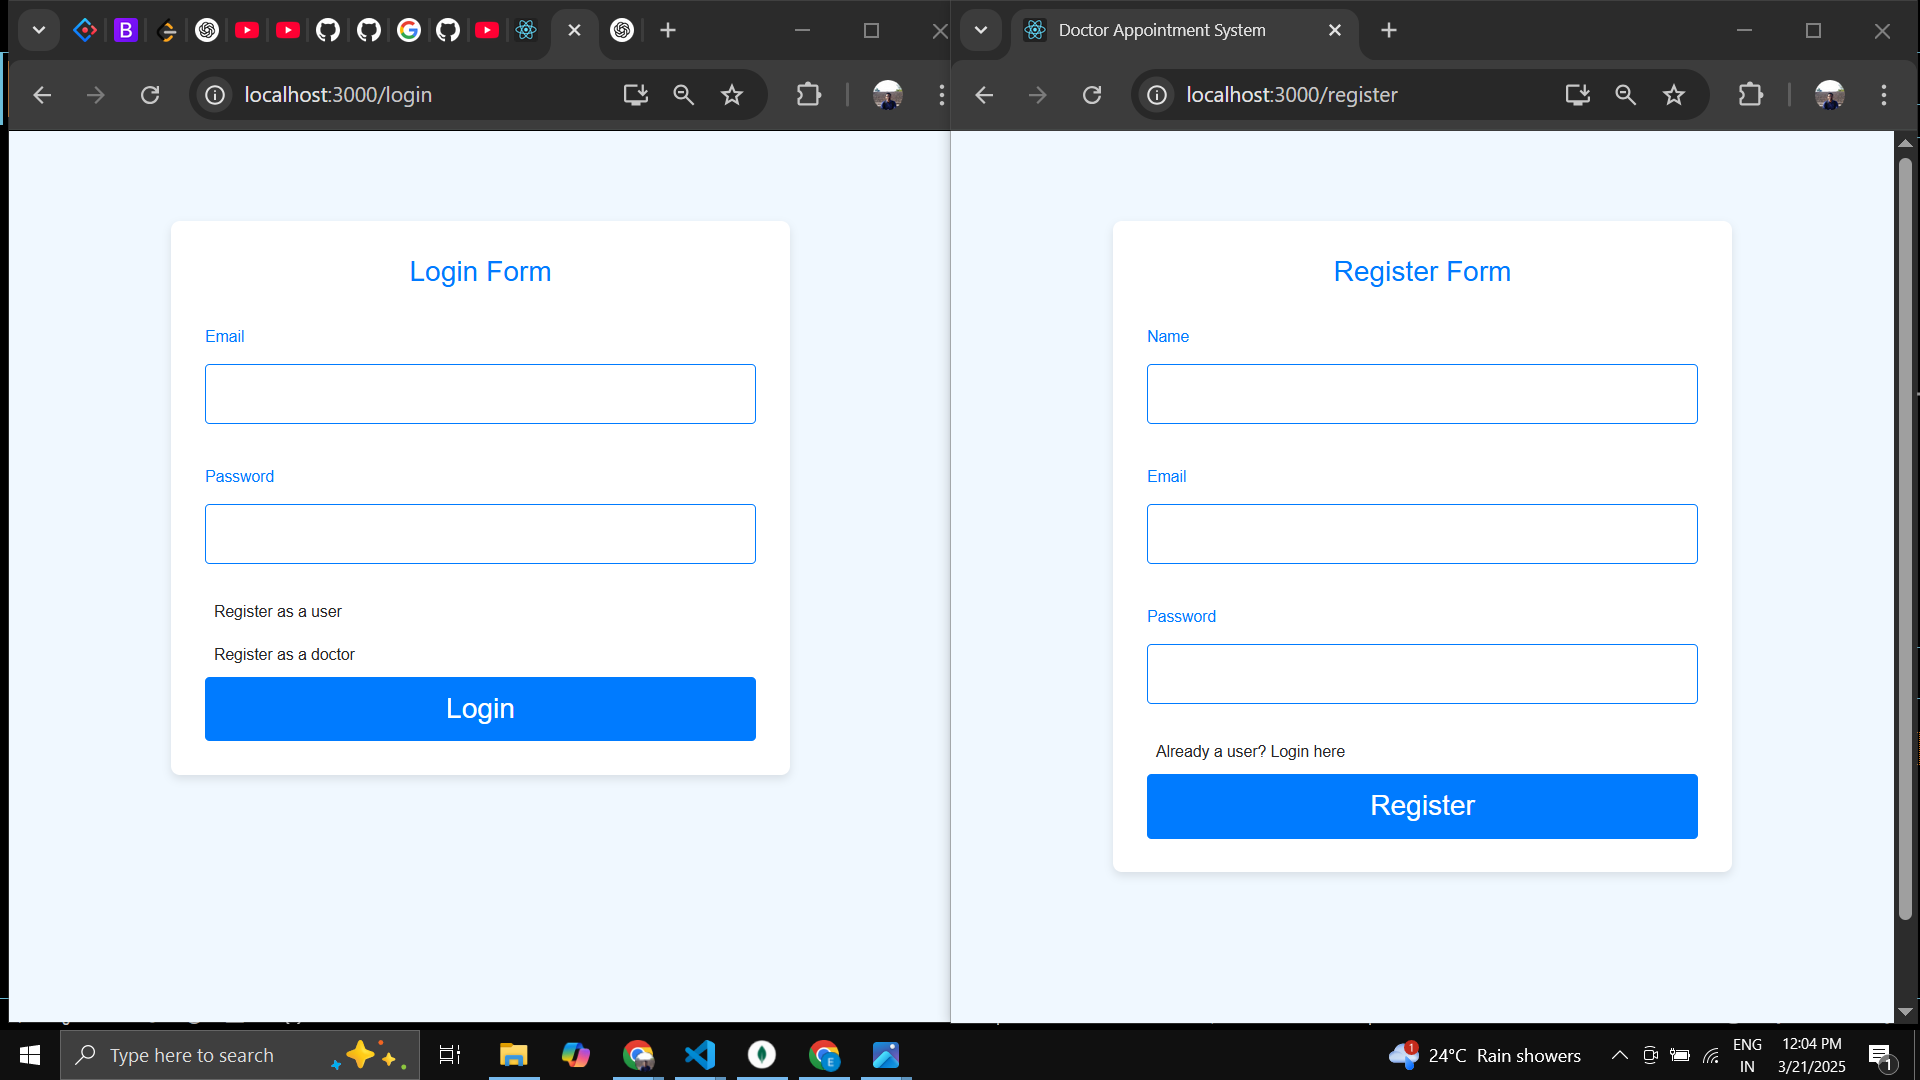 Doctor Appointment System
localhost:3000/login
localhost:3000/register
Login Form
Email
Password
Register as a user
Register as a doctor
Login
Register Form
Name
Email
Password
Already a user? Login here
Register
Type here to search
E
1
24°C Rain showers
ENG
IN
12:04 PM
3/21/2025
1
B